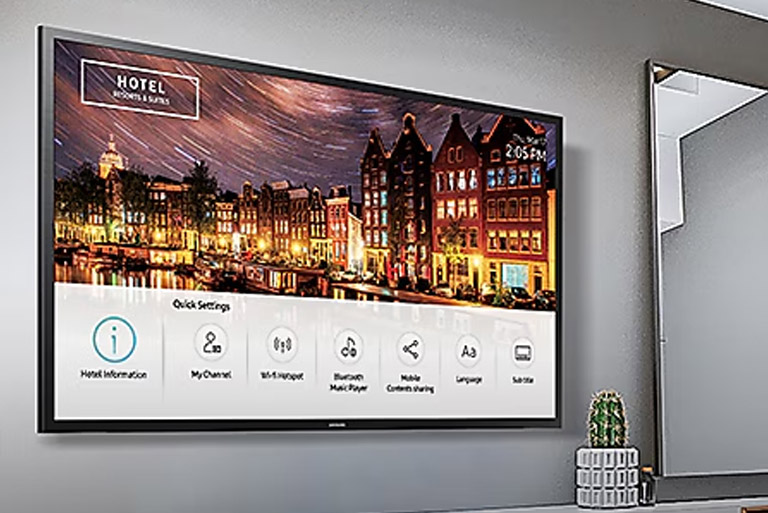 HOTEL
RESORTS & SUITES
2:05 PM
Quick Settings
Hotel Information
My Channel
Wi-Fi Hotspot
Bluetooth
Music Player
Mobile
Contents sharing
Aa
Language
Subtitle